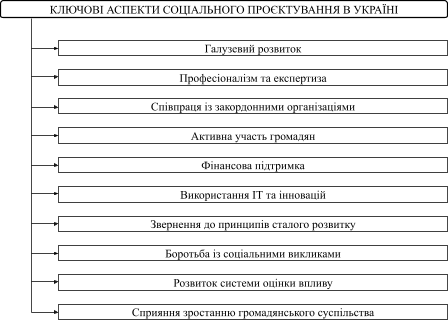 КЛЮЧОВІ АСПЕКТИ СОЦІАЛЬНОГО ПРОЄКТУВАННЯ В УКРАЇНІ
Галузевий розвиток
Професіоналізм та експертиза
Співпраця із закордонними організаціями
Активна участь громадян
Фінансова підтримка
Використання ІТ та інновацій
Звернення до принципів сталого розвитку
Боротьба із соціальними викликами
Розвиток системи оцінки впливу
Сприяння зростанню громадянського суспільства